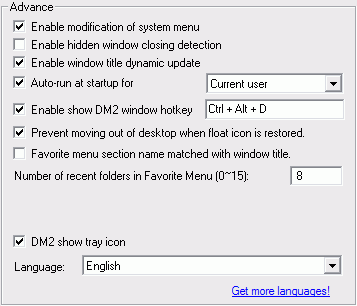 Advance
Enable modification of system menu
Enable hidden window closing detection
Enable window title dynamic update
Auto-run at startup for Current user
Enable show DM2 window hotkey Ctrl + Alt + D
Prevent moving out of desktop when float icon is restored.
Favorite menu section name matched with window title.
Number of recent folders in Favorite Menu (0~15): 8
DM2 show tray icon
Language: English
Get more languages!